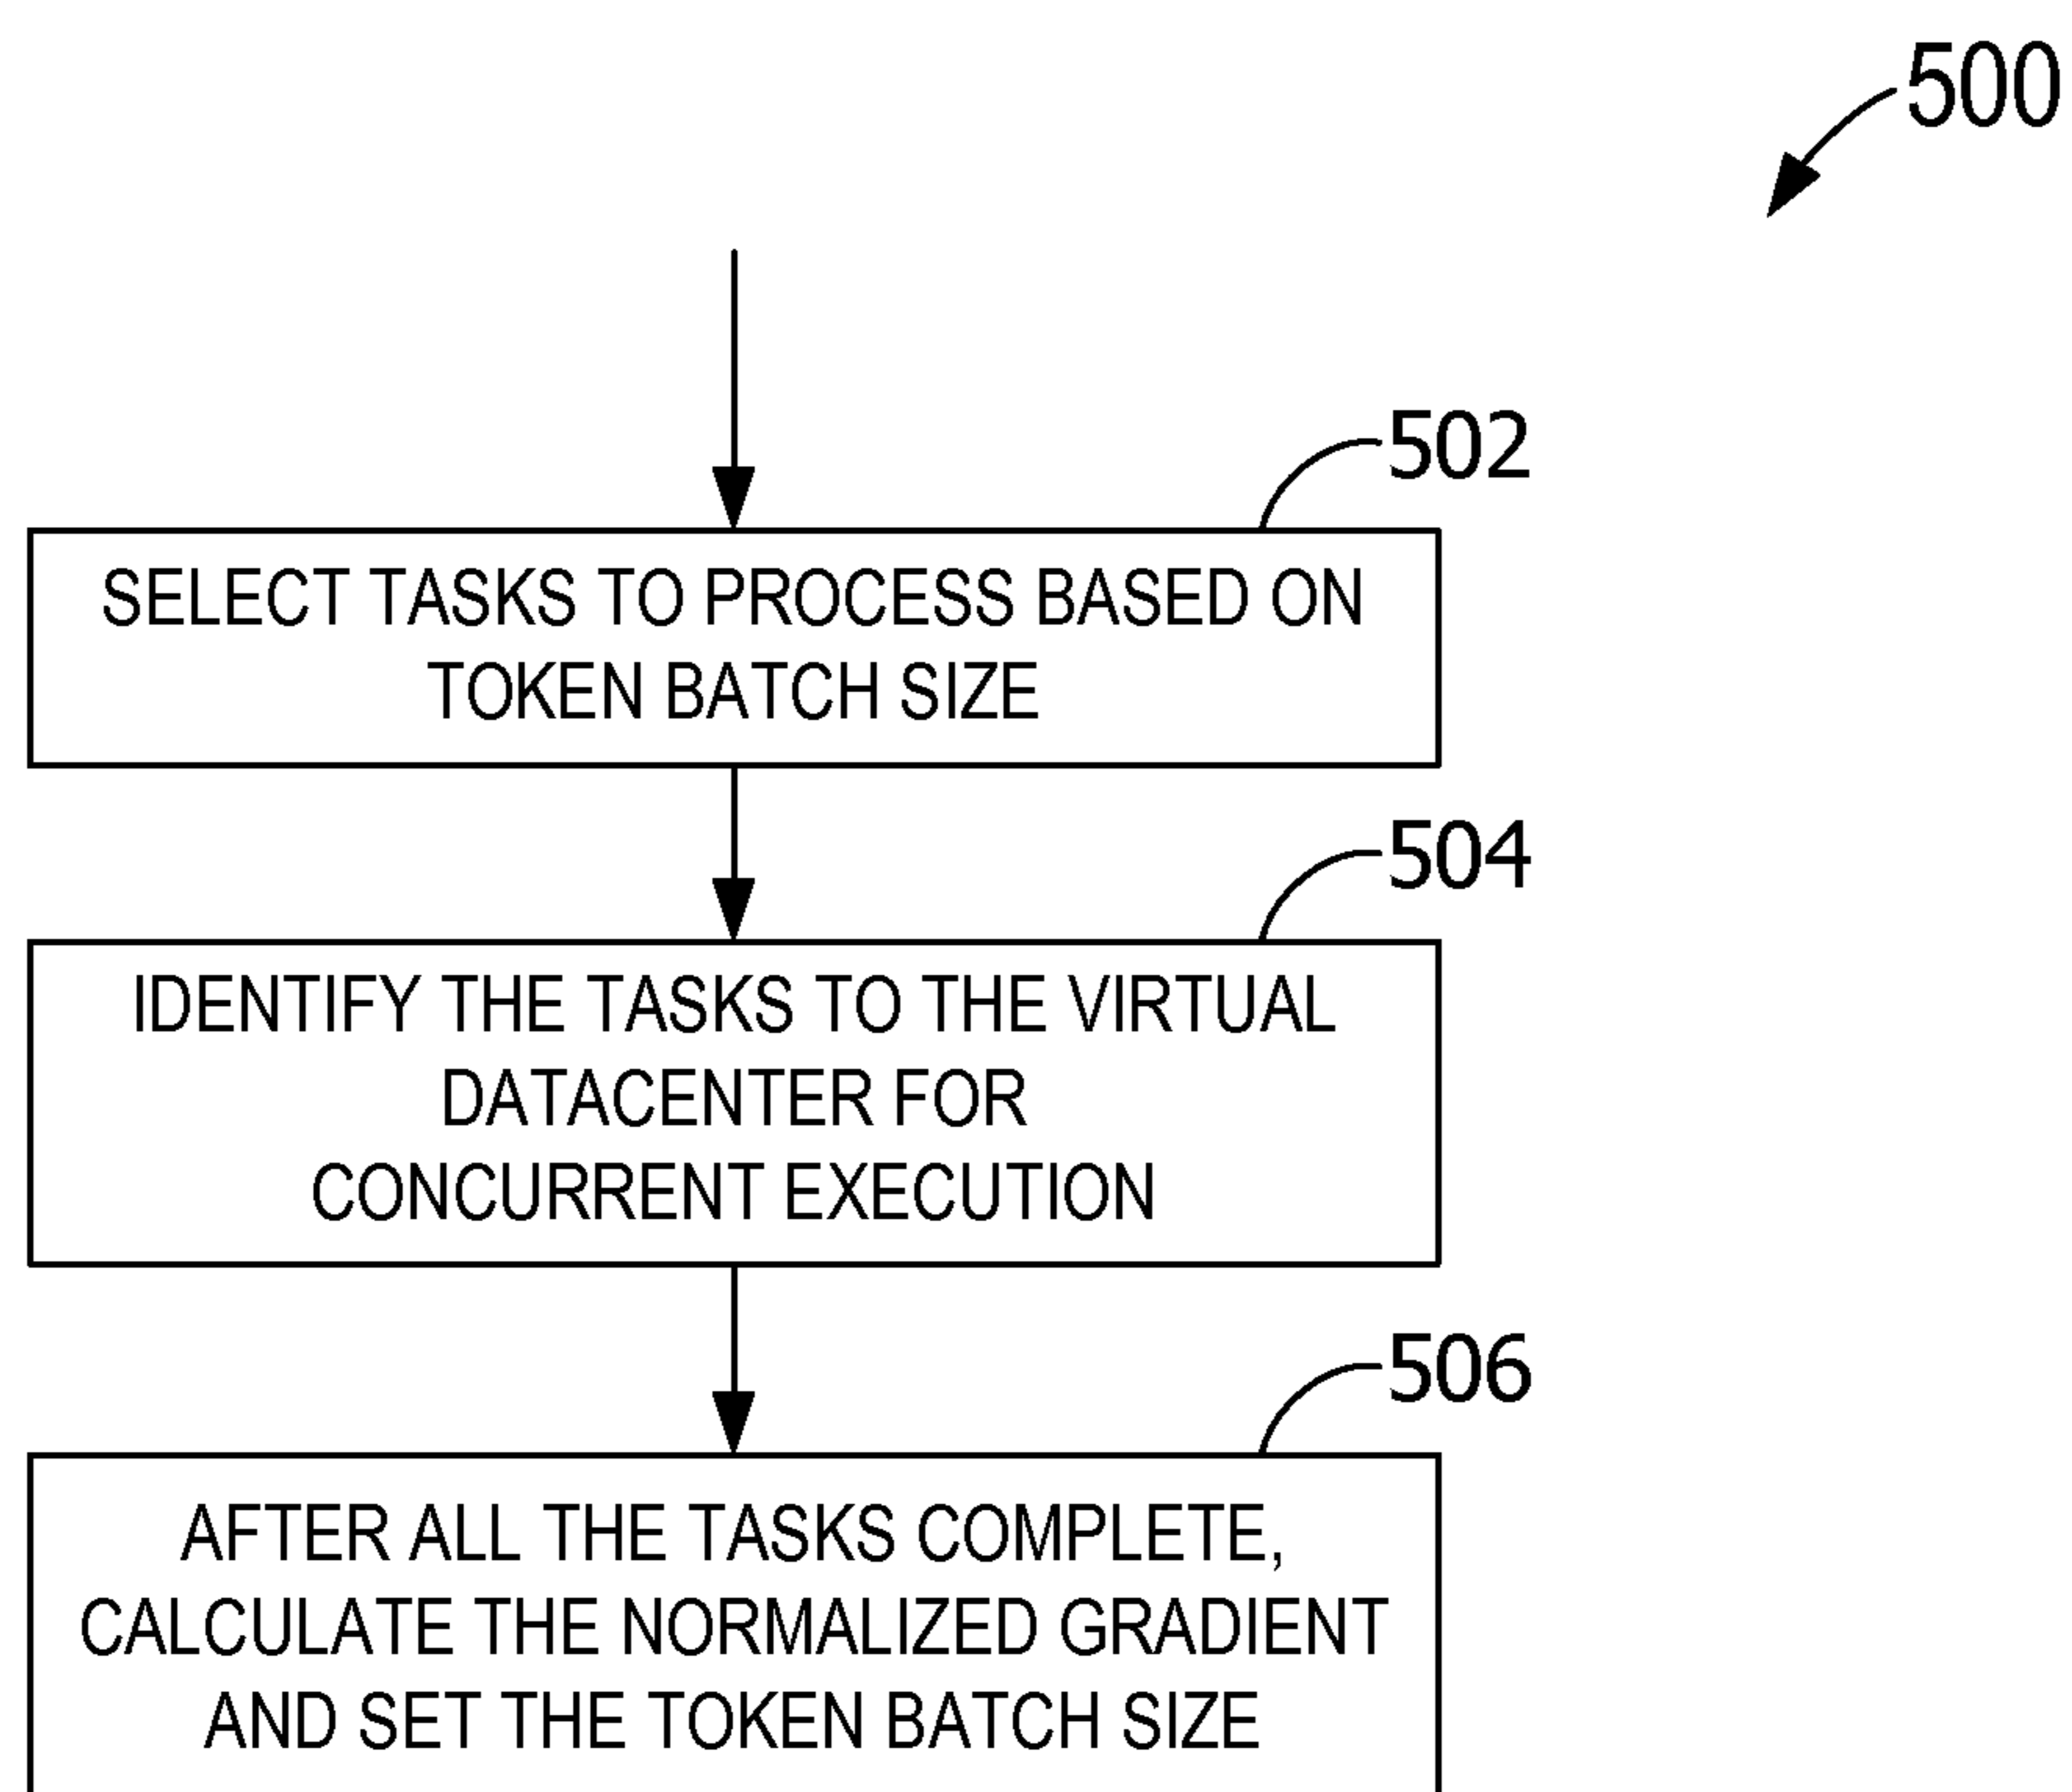 500
502
SELECT TASKS TO PROCESS BASED ON
TOKEN BATCH SIZE
504
IDENTIFY THE TASKS TO THE VIRTUAL
DATACENTER FOR
CONCURRENT EXECUTION
506
AFTER ALL THE TASKS COMPLETE,
CALCULATE THE NORMALIZED GRADIENT
AND SET THE TOKEN BATCH SIZE